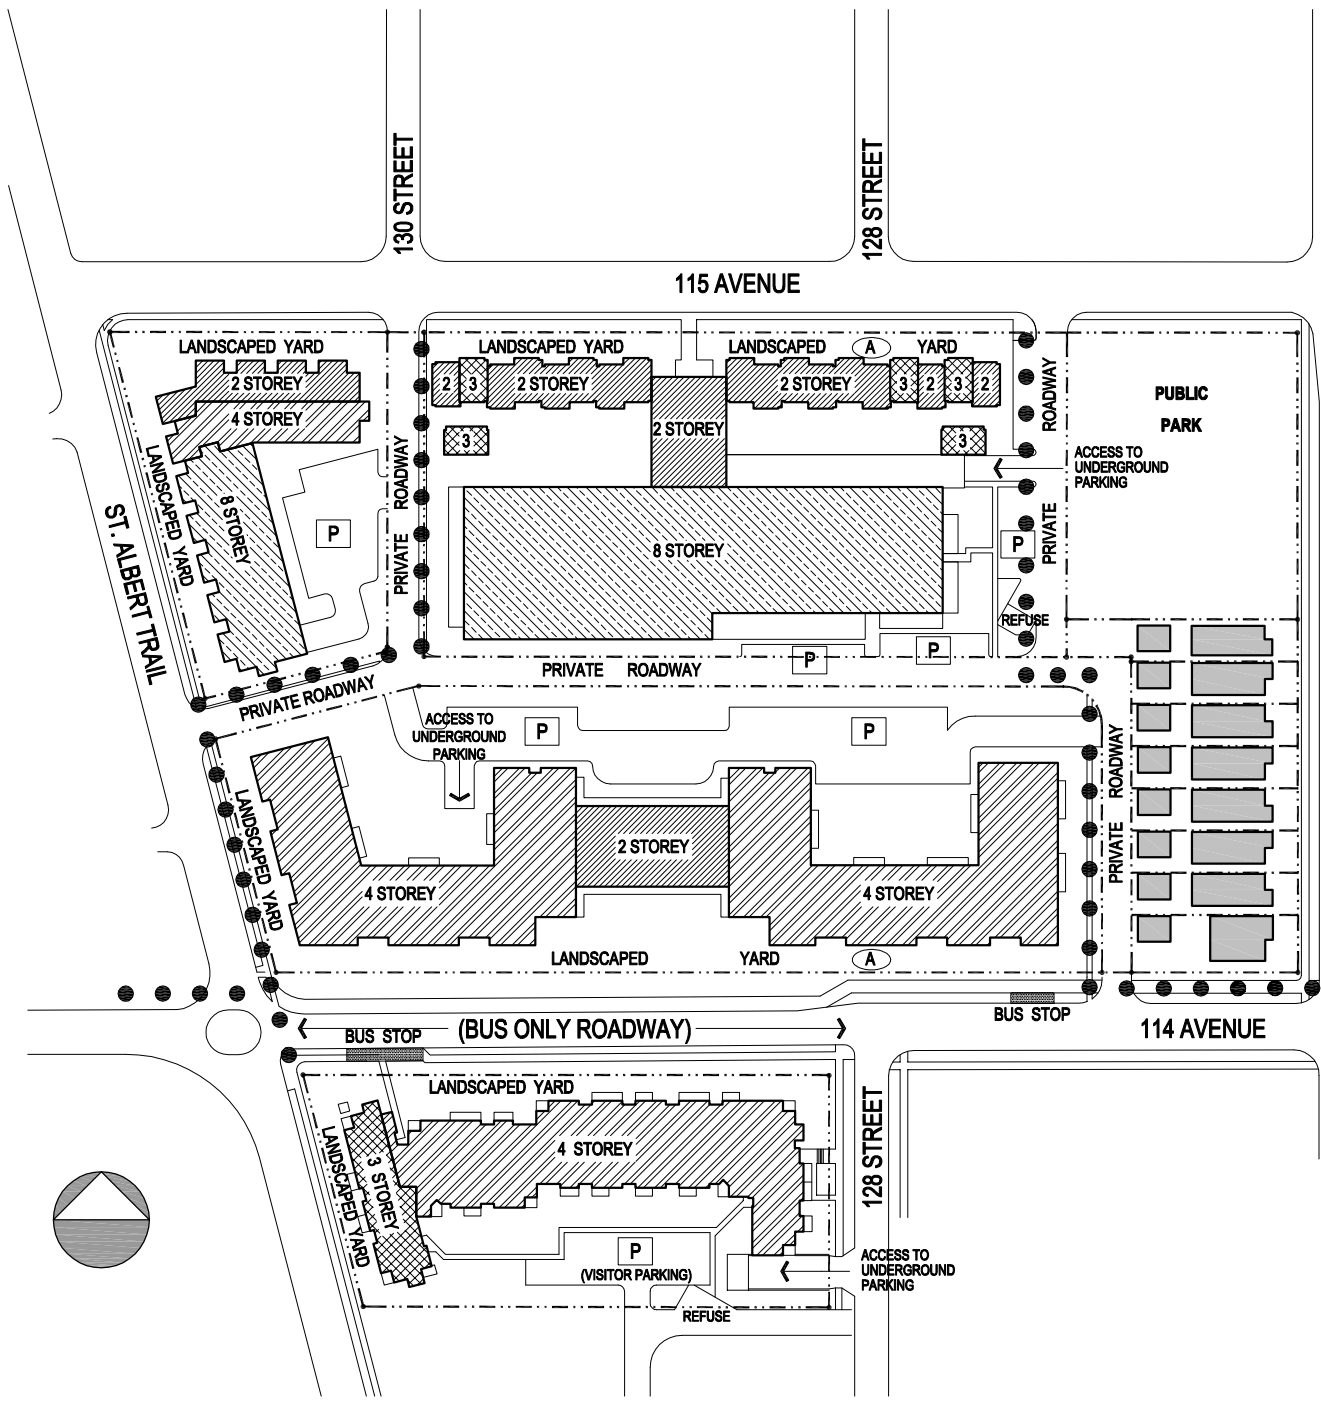 130 STREET
128 STREET
115 AVENUE
LANDSCAPED YARD
LANDSCAPED YARD
LANDSCAPED
A
YARD
2 STOREY
4 STOREY
8 STOREY
LANDSCAPED YARD
ST. ALBERT TRAIL
P
PRIVATE
ROADWAY
2
3
2 STOREY
2 STOREY
2 STOREY
3
2
3
2
3
3
8 STOREY
ROADWAY
PRIVATE
PUBLIC
PARK
ACCESS TO
UNDERGROUND
PARKING
P
REFUSE
P
P
PRIVATE ROADWAY
PRIVATE ROADWAY
ACCESS TO
UNDERGROUND
PARKING
P
P
ROADWAY
PRIVATE
LANDSCAPED YARD
4 STOREY
2 STOREY
4 STOREY
LANDSCAPED
YARD
A
BUS STOP
(BUS ONLY ROADWAY)
BUS STOP
114 AVENUE
LANDSCAPED YARD
LANDSCAPED YARD
3 STOREY
4 STOREY
128 STREET
P
(VISITOR PARKING)
REFUSE
ACCESS TO
UNDERGROUND
PARKING